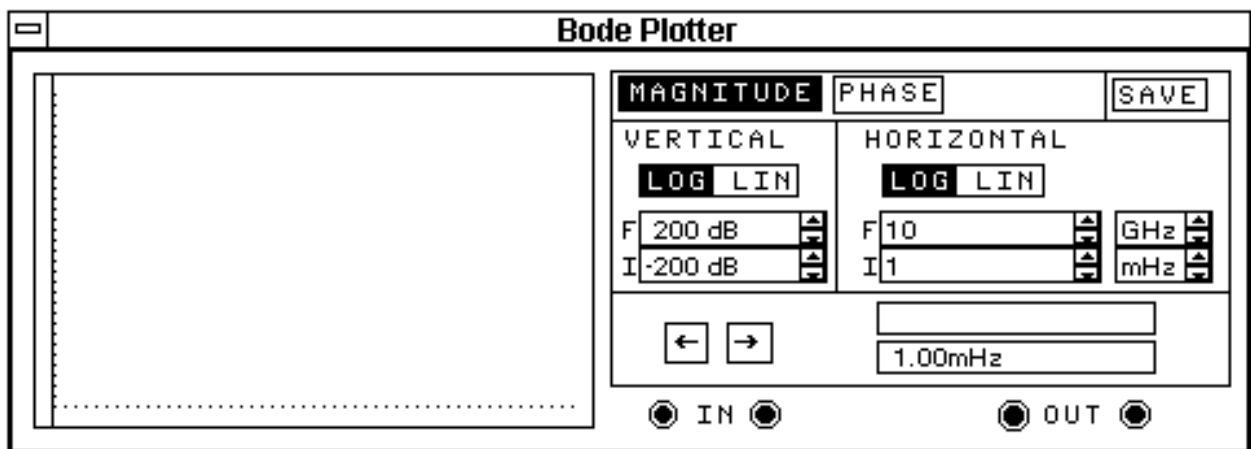 Bode Plotter
MAGNITUDE PHASE SAVE
VERTICAL HORIZONTAL
LOG LIN LOG LIN
F 200 dB F 10 GHz
I -200 dB I 1 mHz
← →
1.00mHz
IN OUT